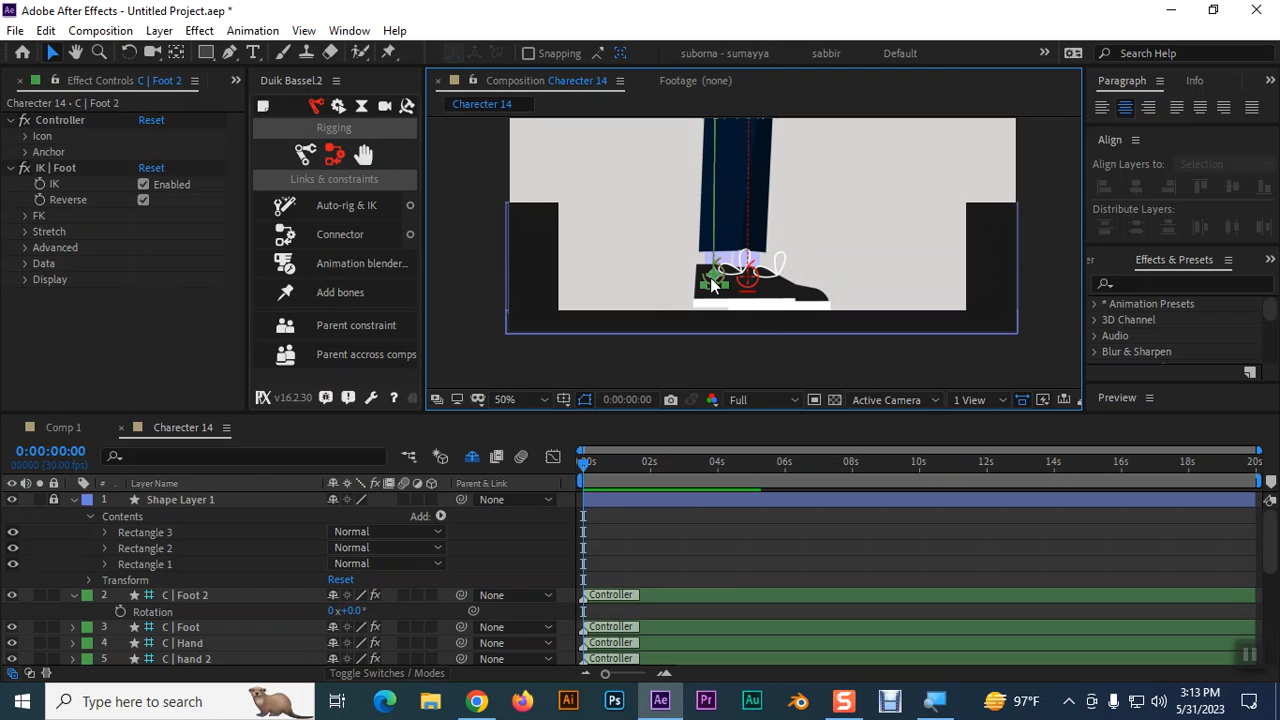 Adobe After Effects - Untitled Project.aep *
File Edit Composition Layer Effect Animation View Window Help
Snapping suborna - sumayya sabbir Default Search Help
Effect Controls C | Foot 2 Duik Bassel.2 Composition Charecter 14 Footage (none) Paragraph Info
Charecter 14 - C | Foot 2
Charecter 14
Controller Reset
Rigging
Icon
Align
Anchor
Align Layers to: Selection
IK | Foot Reset
Links & constraints
IK Enabled
Reverse
Auto-rig & IK
FK
Distribute Layers:
Stretch
Connector
Advanced
Data
Animation blender...
Effects & Presets
Display
Add bones
* Animation Presets
3D Channel
Parent constraint
Audio
Blur & Sharpen
Parent accross comps
v16.2.30 50% 0:00:00:00 Full Active Camera 1 View Preview
Comp 1 Charecter 14
0:00:00:00
00000 (30.00 fps)
02s 04s 06s 08s 10s 12s 14s 16s 18s 20s
# Layer Name Parent & Link
1 Shape Layer 1 None
Contents Add:
Rectangle 3 Normal
Rectangle 2 Normal
Rectangle 1 Normal
Transform Reset
2 C | Foot 2 None Controller
Rotation 0x+0.0°
3 C | Foot None Controller
4 C | Hand None Controller
5 C | hand 2 None Controller
Toggle Switches / Modes
Type here to search 97°F 5:13 PM
5/31/2023